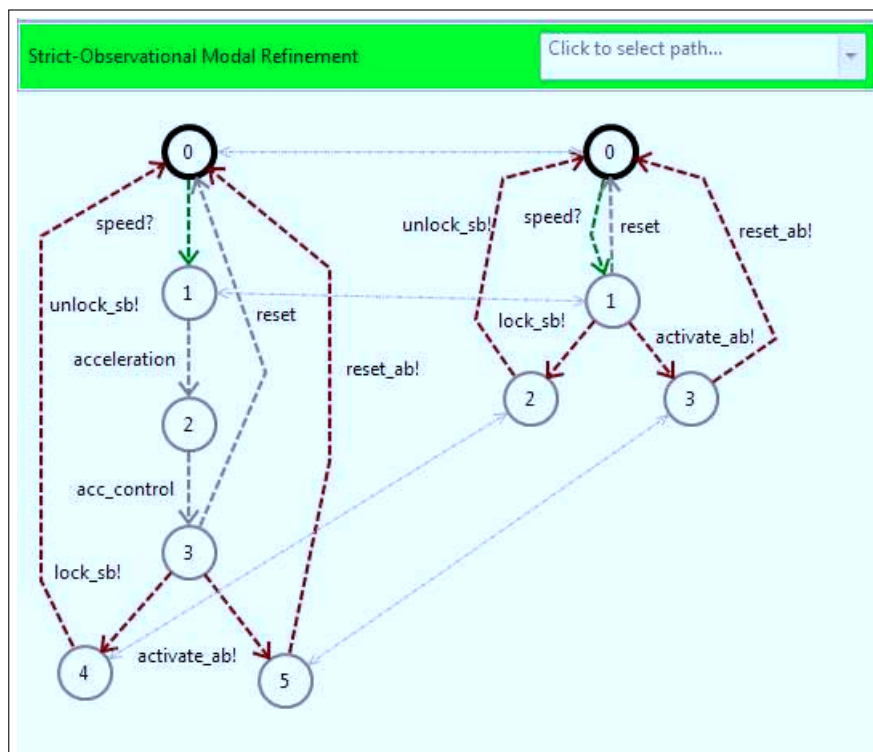 Strict-Observational Modal Refinement
Click to select path...
0
0
speed?
unlock_sb!
speed?
reset
reset_ab!
1
unlock_sb!
reset
1
lock_sb!
activate_ab!
acceleration
reset_ab!
2
3
2
acc_control
3
lock_sb!
activate_ab!
4
5